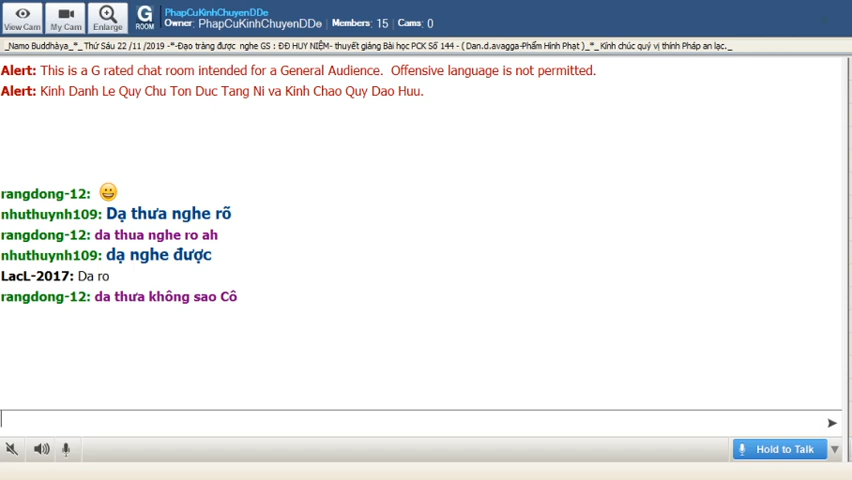 View Cam
My Cam
Enlarge
G
ROOM
PhapCuKinhChuyenDDe
Owner: PhapCuKinhChuyenDDe Members: 15 Cams: 0
_Namo Buddhàya_*_ Thứ Sáu 22 /11 /2019 -*-Đạo tràng được nghe GS : ĐĐ HUY NIỆM- thuyết giảng Bài học PCK Số 144 - ( Dan.d.avagga-Phẩm Hình Phạt )_*_ Kính chúc quý vị thính Pháp an lạc._
Alert: This is a G rated chat room intended for a General Audience. Offensive language is not permitted.
Alert: Kinh Danh Le Quy Chu Ton Duc Tang Ni va Kinh Chao Quy Dao Huu.
rangdong-12:
nhuthuynh109: Dạ thưa nghe rõ
rangdong-12: da thua nghe ro ah
nhuthuynh109: dạ nghe được
LacL-2017: Da ro
rangdong-12: da thưa không sao Cô
Hold to Talk